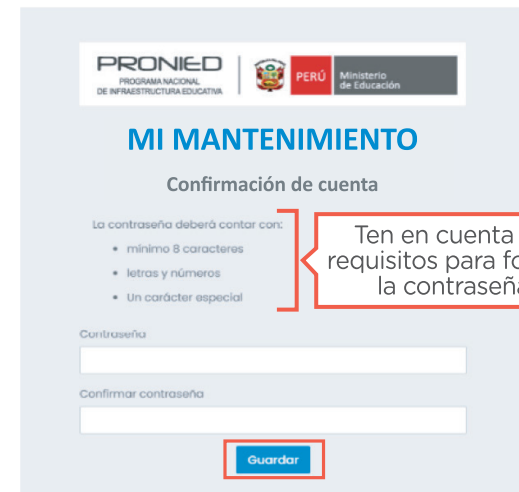 PRONIED
PROGRAMA NACIONAL
DE INFRAESTRUCTURA EDUCATIVA
PERÚ
Ministerio
de Educación
MI MANTENIMIENTO
Confirmación de cuenta
La contraseña deberá contar con:
• mínimo 8 caracteres
• letras y números
• Un carácter especial
Ten en cuenta
requisitos para
la contraseña
Contraseña
Confirmar contraseña
Guardar